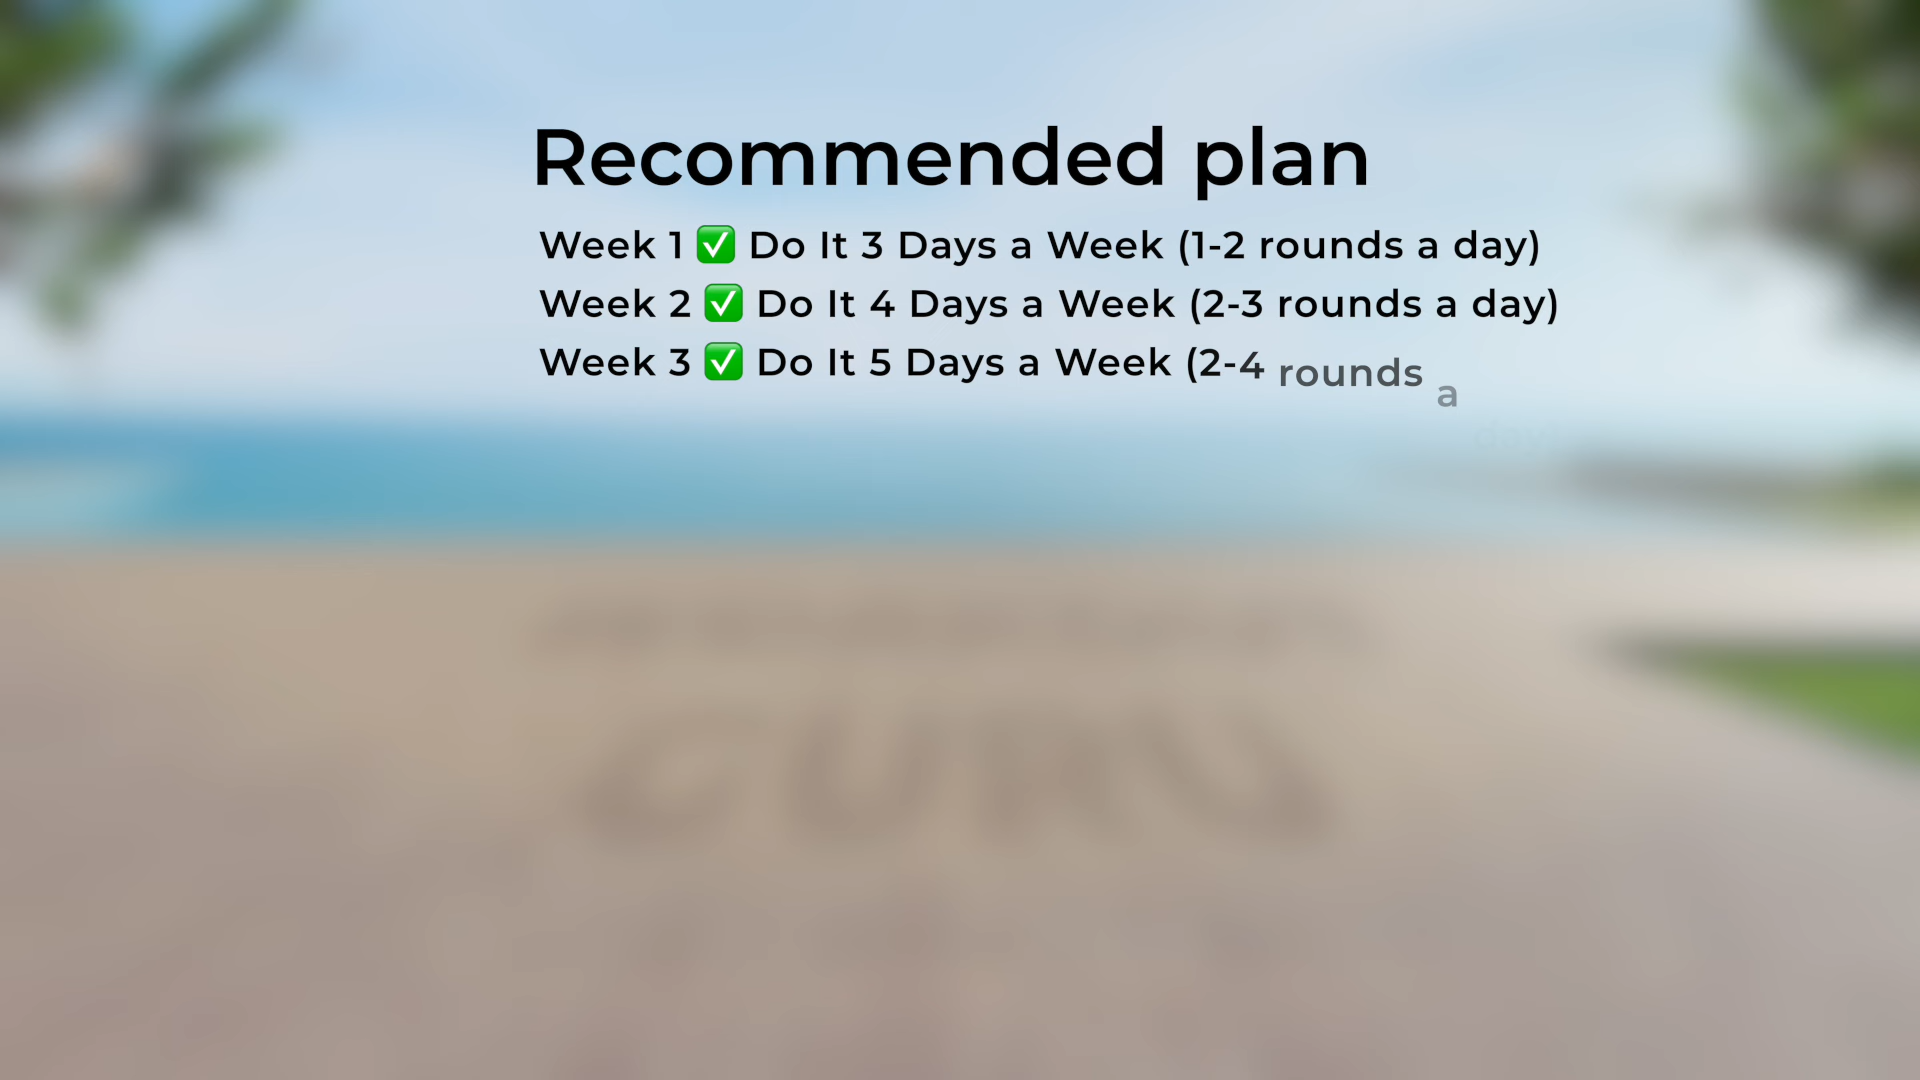 Recommended plan
Week 1 ✅ Do It 3 Days a Week (1-2 rounds a day)
Week 2 ✅ Do It 4 Days a Week (2-3 rounds a day)
Week 3 ✅ Do It 5 Days a Week (2-4 rounds a